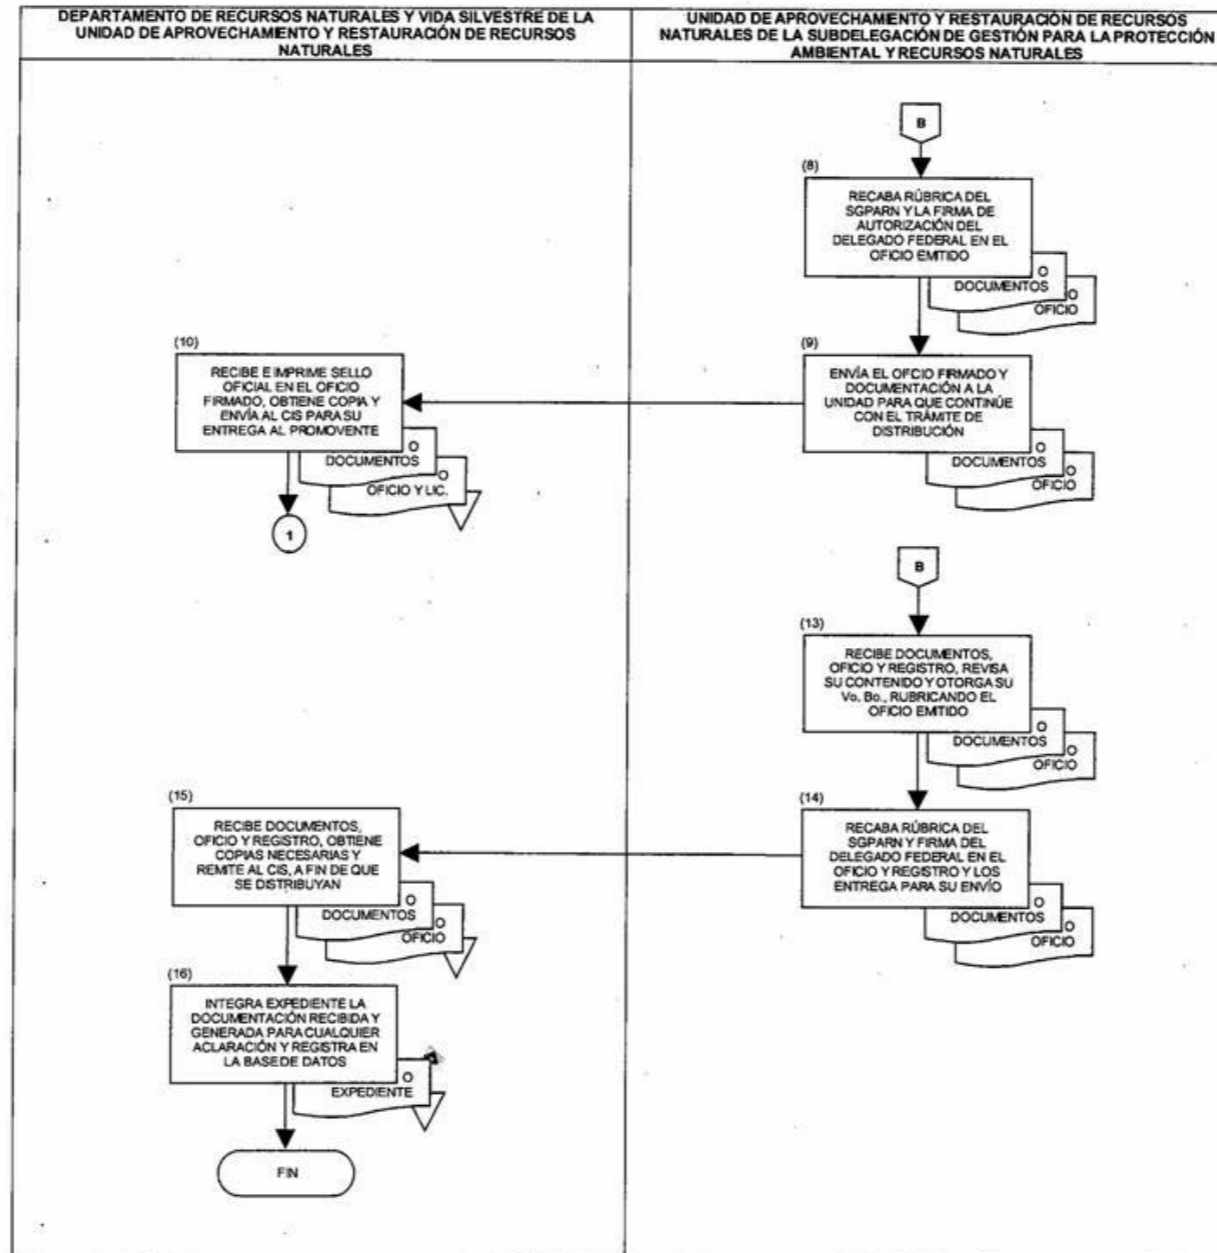 DEPARTAMENTO DE RECURSOS NATURALES Y VIDA SILVESTRE DE LA
UNIDAD DE APROVECHAMIENTO Y RESTAURACIÓN DE RECURSOS
NATURALES
UNIDAD DE APROVECHAMIENTO Y RESTAURACIÓN DE RECURSOS
NATURALES DE LA SUBDELEGACIÓN DE GESTIÓN PARA LA PROTECCIÓN
AMBIENTAL Y RECURSOS NATURALES
B
(8)
RECABA RÚBRICA DEL
SGPARN Y LA FIRMA DE
AUTORIZACIÓN DEL
DELEGADO FEDERAL EN EL
OFICIO EMITIDO
O
DOCUMENTOS
O
OFICIO
(9)
ENVÍA EL OFCIO FIRMADO Y
DOCUMENTACIÓN A LA
UNIDAD PARA QUE CONTINÚE
CON EL TRÁMITE DE
DISTRIBUCIÓN
O
DOCUMENTOS
O
OFICIO
(10)
RECIBE E IMPRIME SELLO
OFICIAL EN EL OFICIO
FIRMADO, OBTIENE COPIA Y
ENVÍA AL CIS PARA SU
ENTREGA AL PROMOVENTE
O
DOCUMENTOS
O
OFICIO Y LIC.
1
B
(13)
RECIBE DOCUMENTOS,
OFICIO Y REGISTRO, REVISA
SU CONTENIDO Y OTORGA SU
Vo. Bo., RUBRICANDO EL
OFICIO EMITIDO
O
DOCUMENTOS
O
OFICIO
(14)
RECABA RÚBRICA DEL
SGPARN Y FIRMA DEL
DELEGADO FEDERAL EN EL
OFICIO Y REGISTRO Y LOS
ENTREGA PARA SU ENVÍO
O
DOCUMENTOS
O
OFICIO
(15)
RECIBE DOCUMENTOS,
OFICIO Y REGISTRO, OBTIENE
COPIAS NECESARIAS Y
REMITE AL CIS, A FIN DE QUE
SE DISTRIBUYAN
O
DOCUMENTOS
O
OFICIO
(16)
INTEGRA EXPEDIENTE LA
DOCUMENTACIÓN RECIBIDA Y
GENERADA PARA CUALQUIER
ACLARACIÓN Y REGISTRA EN
LA BASE DE DATOS
O
EXPEDIENTE
FIN